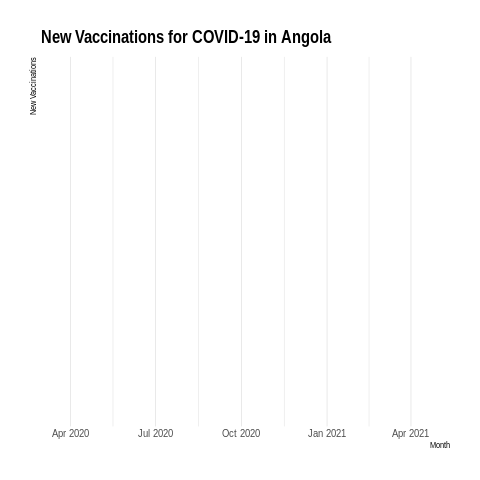 New Vaccinations for COVID-19 in Angola
New Vaccinations
Apr 2020
Jul 2020
Oct 2020
Jan 2021
Apr 2021
Month